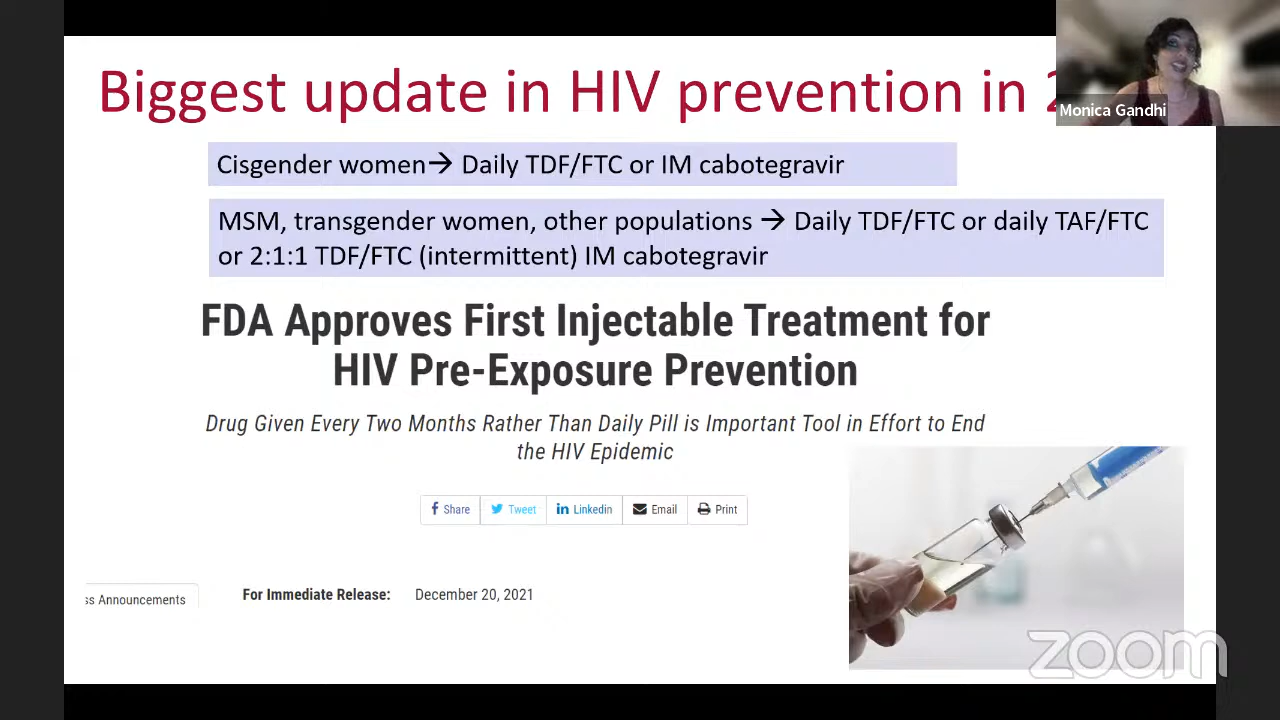 Biggest update in HIV prevention in 2
Monica Gandhi
Cisgender women→ Daily TDF/FTC or IM cabotegravir
MSM, transgender women, other populations → Daily TDF/FTC or daily TAF/FTC
or 2:1:1 TDF/FTC (intermittent) IM cabotegravir
FDA Approves First Injectable Treatment for
HIV Pre-Exposure Prevention
Drug Given Every Two Months Rather Than Daily Pill is Important Tool in Effort to End
the HIV Epidemic
Share Tweet Linkedin Email Print
ss Announcements
For Immediate Release: December 20, 2021
zoom